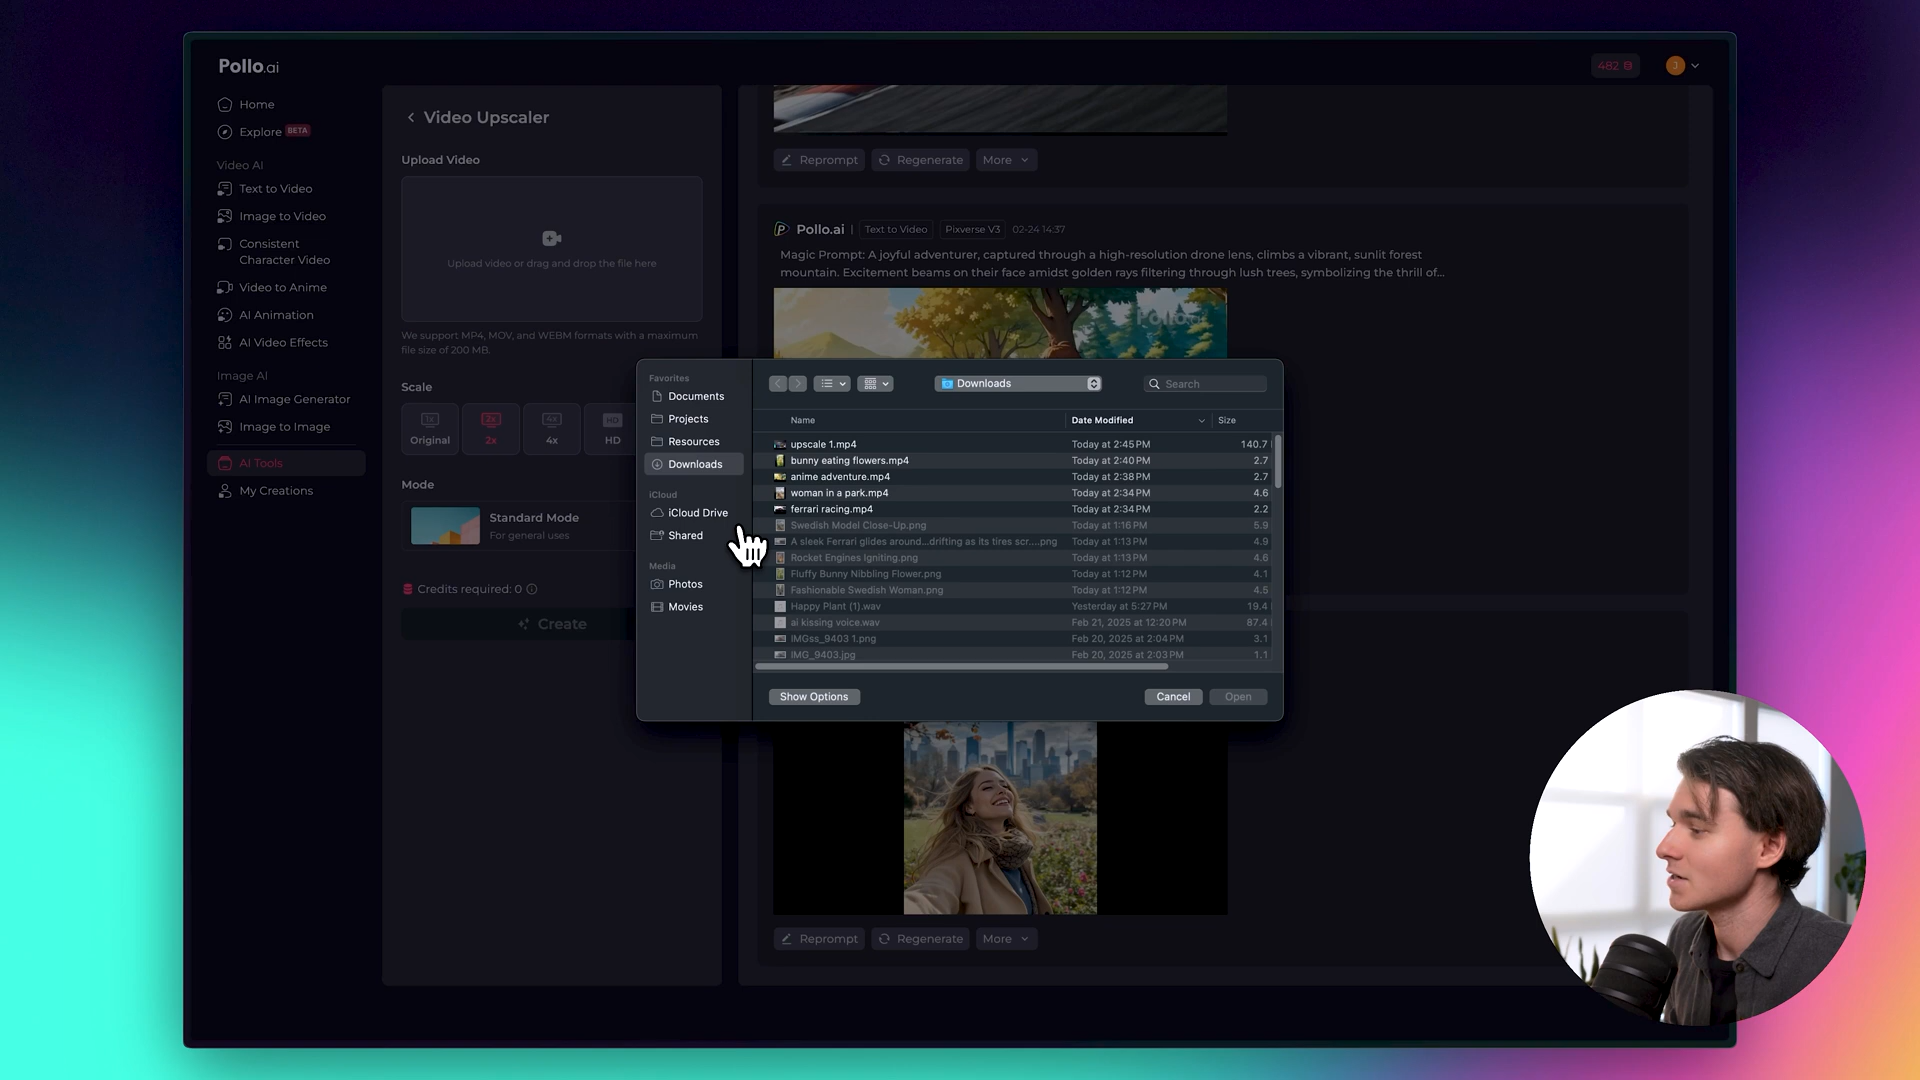 Pollo.ai
482
J
Home
Explore BETA
Video AI
Text to Video
Image to Video
Consistent
Character Video
Video to Anime
AI Animation
AI Video Effects
Image AI
AI Image Generator
Image to Image
AI Tools
My Creations
Video Upscaler
Upload Video
Upload video or drag and drop the file here
We support MP4, MOV, and WEBM formats with a maximum
file size of 200 MB.
Scale
1x 2x 4x HD
Original 2x 4x HD
Mode
Standard Mode
For general uses
Credits required: 0
Create
Reprompt Regenerate More
Pollo.ai | Text to Video Pixverse V3 02-24 14:37
Magic Prompt: A joyful adventurer, captured through a high-resolution drone lens, climbs a vibrant, sunlit forest
mountain. Excitement beams on their face amidst golden rays filtering through lush trees, symbolizing the thrill of...
Pollo.ai
Favorites
Documents
Projects
Resources
Downloads
iCloud
iCloud Drive
Shared
Media
Photos
Movies
Downloads
Search
Name Date Modified Size
upscale 1.mp4 Today at 2:45 PM 140.7
bunny eating flowers.mp4 Today at 2:40 PM 2.7
anime adventure.mp4 Today at 2:38 PM 2.7
woman in a park.mp4 Today at 2:34 PM 4.6
ferrari racing.mp4 Today at 2:34 PM 2.2
Swedish Model Close-Up.png Today at 1:16 PM 5.9
A sleek Ferrari glides around...drifting as its tires scr....png Today at 1:13 PM 4.9
Rocket Engines Igniting.png Today at 1:13 PM 4.6
Fluffy Bunny Nibbling Flower.png Today at 1:12 PM 4.1
Fashionable Swedish Woman.png Today at 1:12 PM 4.5
Happy Plant (1).wav Yesterday at 5:27 PM 19.4
ai kissing voice.wav Feb 21, 2025 at 12:20 PM 87.4
IMGss_9403 1.png Feb 20, 2025 at 2:04 PM 3.1
IMG_9403.jpg Feb 20, 2025 at 2:03 PM 1.1
Show Options
Cancel
Open
Reprompt Regenerate More